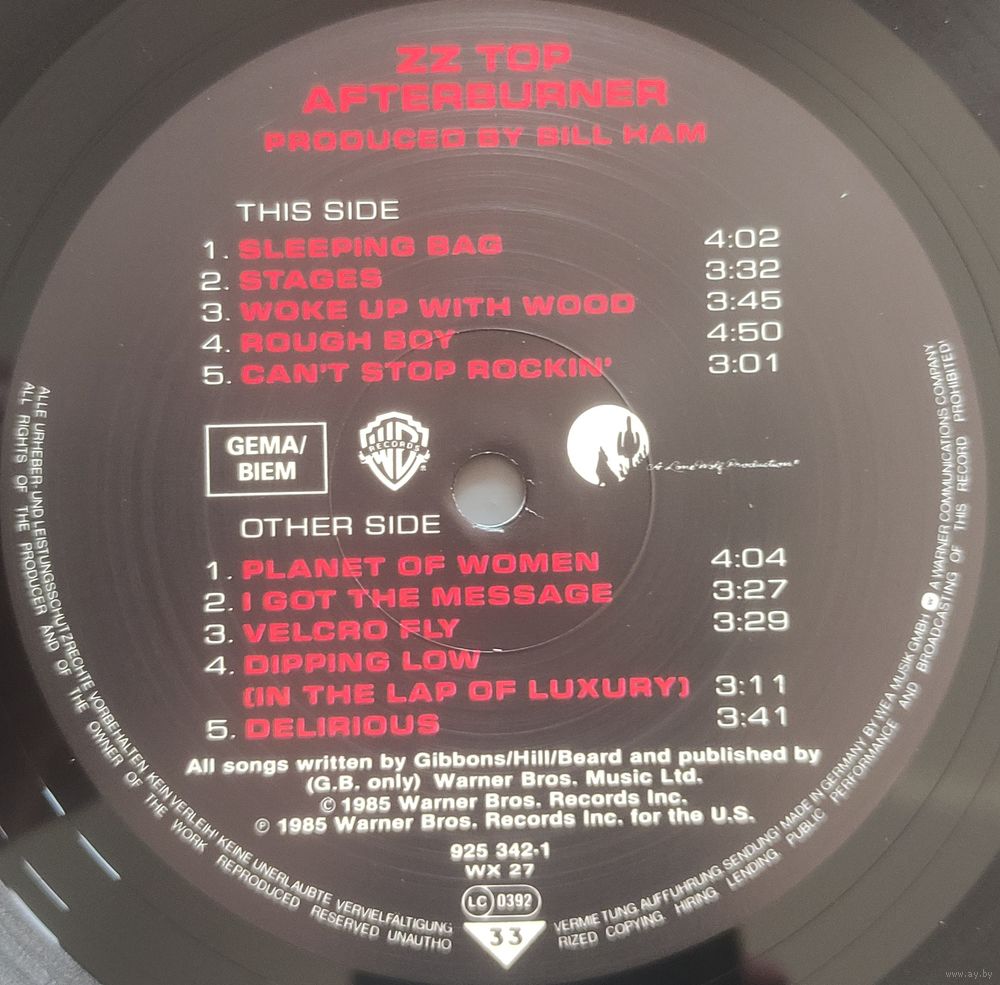 ZZ TOP
AFTERBURNER
PRODUCED BY BILL HAM
THIS SIDE
1. SLEEPING BAG 4:02
2. STAGES 3:32
3. WOKE UP WITH WOOD 3:45
4. ROUGH BOY 4:50
5. CAN'T STOP ROCKIN' 3:01
GEMA/
BIEM
WB RECORDS
A Lone Wolf Production
OTHER SIDE
1. PLANET OF WOMEN 4:04
2. I GOT THE MESSAGE 3:27
3. VELCRO FLY 3:29
4. DIPPING LOW
(IN THE LAP OF LUXURY) 3:11
5. DELIRIOUS 3:41
All songs written by Gibbons/Hill/Beard and published by
(G.B. only) Warner Bros. Music Ltd.
© 1985 Warner Bros. Records Inc.
℗ 1985 Warner Bros. Records Inc. for the U.S.
925 342-1
WX 27
LC 0392
33
ALLE URHEBER- UND LEISTUNGSSCHUTZRECHTE VORBEHALTEN KEIN VERLEIH! KEINE UNERLAUBTE VERVIELFALTIGUNG VERMIETUNG AUFFUHRUNG SENDUNG! MADE IN GERMANY BY WEA MUSIK GMBH W A WARNER COMMUNICATIONS COMPANY
ALL RIGHTS OF THE PRODUCER AND OF THE OWNER OF THE WORK REPRODUCED RESERVED UNAUTHORIZED COPYING HIRING LENDING PUBLIC PERFORMANCE AND BROADCASTING OF THIS RECORD PROHIBITED!
www.ay.by